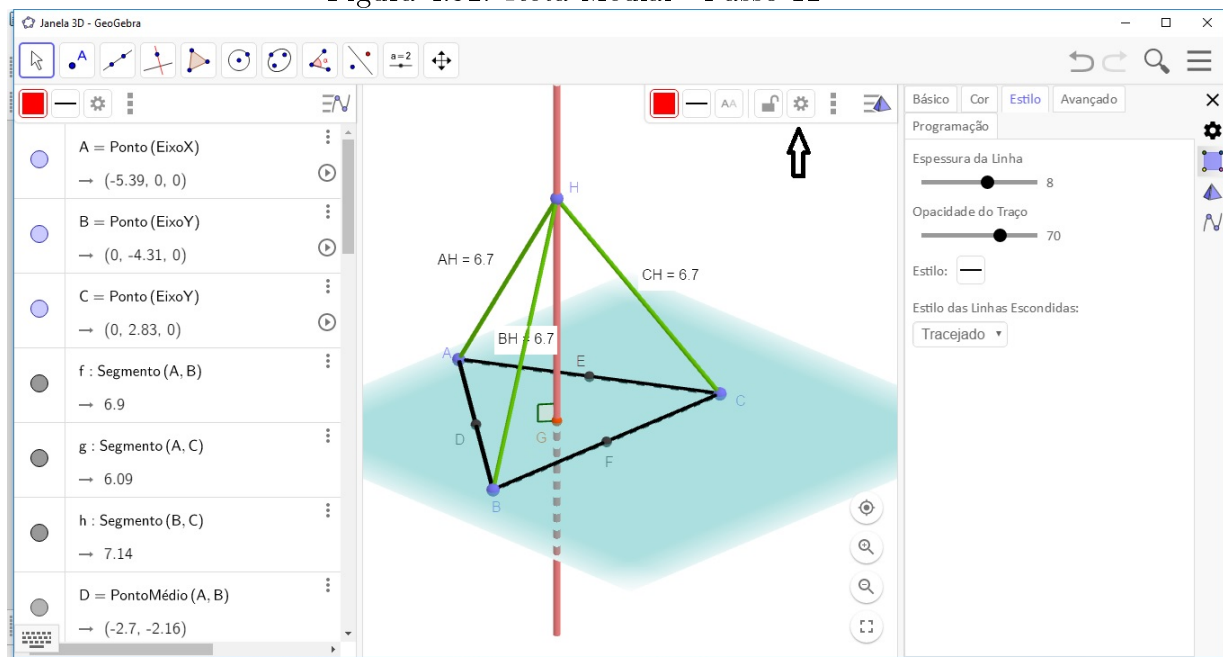 Janela 3D - GeoGebra
A
a=2
A = Ponto (EixoX)
→ (-5.39, 0, 0)
B = Ponto (EixoY)
→ (0, -4.31, 0)
C = Ponto (EixoY)
→ (0, 2.83, 0)
f : Segmento (A, B)
→ 6.9
g : Segmento (A, C)
→ 6.09
h : Segmento (B, C)
→ 7.14
D = PontoMédio (A, B)
→ (-2.7, -2.16)
AA
H
AH = 6.7
CH = 6.7
BH = 6.7
A
E
C
D
G
F
B
Básico Cor Estilo Avançado
Programação
Espessura da Linha
8
Opacidade do Traço
70
Estilo:
Estilo das Linhas Escondidas:
Tracejado